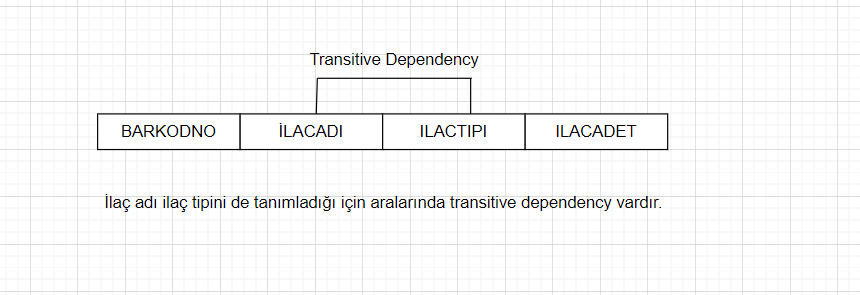 Transitive Dependency
BARKODNO İLACADI ILACTIPI ILACADET
İlaç adı ilaç tipini de tanımladığı için aralarında transitive dependency vardır.